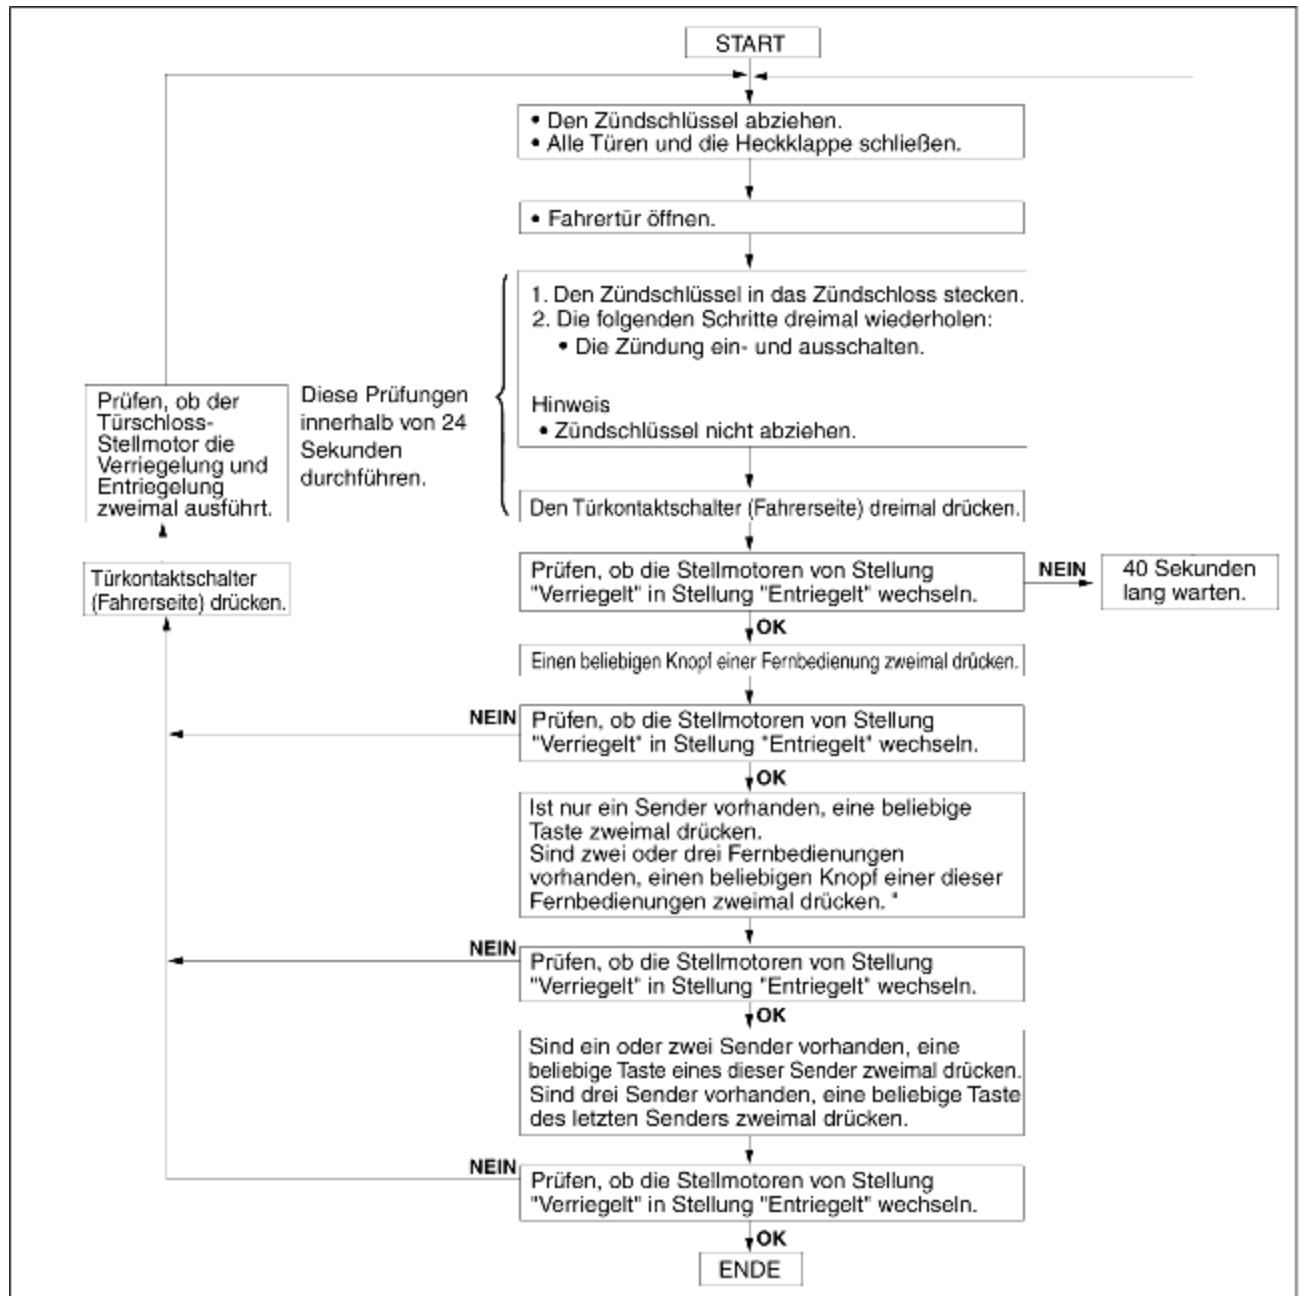 START
• Den Zündschlüssel abziehen.
• Alle Türen und die Heckklappe schließen.
• Fahrertür öffnen.
1. Den Zündschlüssel in das Zündschloss stecken.
2. Die folgenden Schritte dreimal wiederholen:
• Die Zündung ein- und ausschalten.
Hinweis
• Zündschlüssel nicht abziehen.
Diese Prüfungen
innerhalb von 24
Sekunden
durchführen.
Prüfen, ob der
Türschloss-
Stellmotor die
Verriegelung und
Entriegelung
zweimal ausführt.
Den Türkontaktschalter (Fahrerseite) dreimal drücken.
Türkontaktschalter
(Fahrerseite) drücken.
Prüfen, ob die Stellmotoren von Stellung
"Verriegelt" in Stellung "Entriegelt" wechseln.
NEIN
40 Sekunden
lang warten.
OK
Einen beliebigen Knopf einer Fernbedienung zweimal drücken.
NEIN
Prüfen, ob die Stellmotoren von Stellung
"Verriegelt" in Stellung "Entriegelt" wechseln.
OK
Ist nur ein Sender vorhanden, eine beliebige
Taste zweimal drücken.
Sind zwei oder drei Fernbedienungen
vorhanden, einen beliebigen Knopf einer dieser
Fernbedienungen zweimal drücken. *
NEIN
Prüfen, ob die Stellmotoren von Stellung
"Verriegelt" in Stellung "Entriegelt" wechseln.
OK
Sind ein oder zwei Sender vorhanden, eine
beliebige Taste eines dieser Sender zweimal drücken.
Sind drei Sender vorhanden, eine beliebige Taste
des letzten Senders zweimal drücken.
NEIN
Prüfen, ob die Stellmotoren von Stellung
"Verriegelt" in Stellung "Entriegelt" wechseln.
OK
ENDE